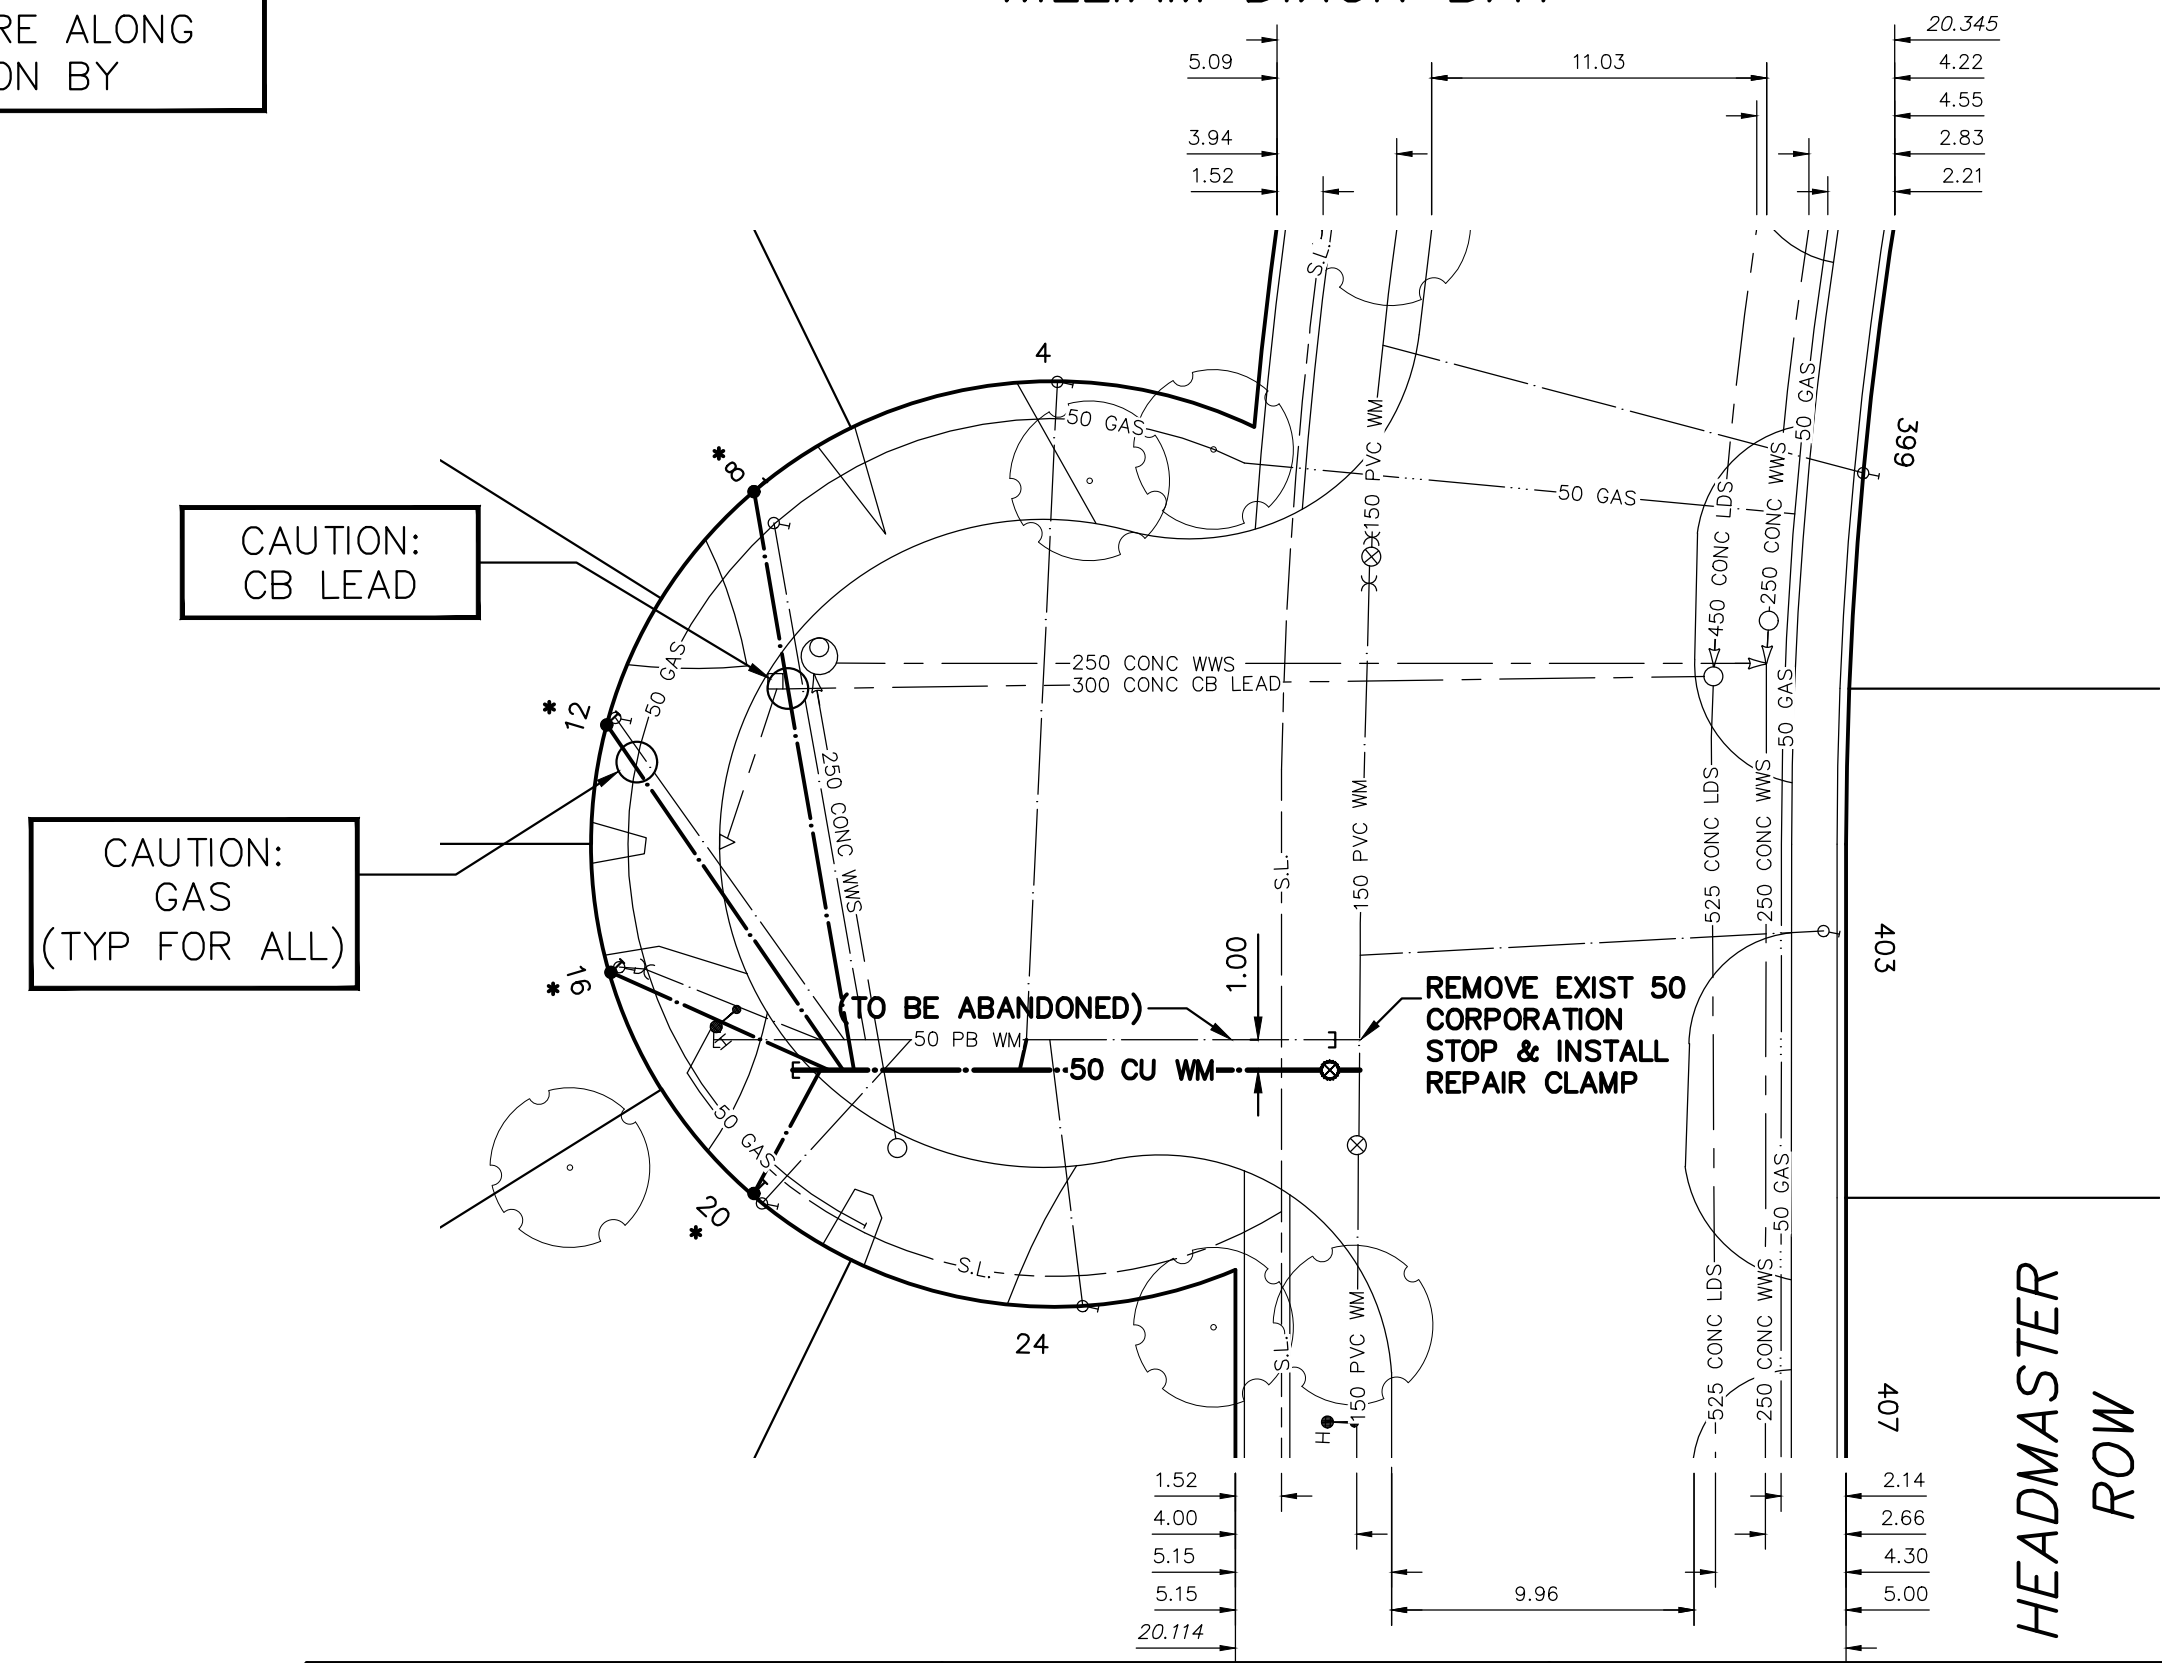 RE ALONG
ON BY
5.09
3.94
1.52
11.03
20.345
4.22
4.55
2.83
2.21
S.L.
4
50 GAS
*8
150 PVC WM
50 GAS
50 GAS
399
CAUTION:
CB LEAD
450 CONC LDS
250 CONC WWS
250 CONC WWS
300 CONC CB LEAD
50 GAS
*12
50 GAS
250 CONC WWS
150 PVC WM
S.L.
525 CONC LDS
250 CONC WWS
CAUTION:
GAS
(TYP FOR ALL)
*16
403
1.00
(TO BE ABANDONED)
REMOVE EXIST 50
CORPORATION
STOP & INSTALL
REPAIR CLAMP
50 PB WM
50 CU WM
H
50 GAS
*20
S.L.
24
S.L.
150 PVC WM
H
525 CONC LDS
250 CONC WWS
50 GAS
407
HEADMASTER
ROW
1.52
4.00
5.15
5.15
20.114
9.96
2.14
2.66
4.30
5.00